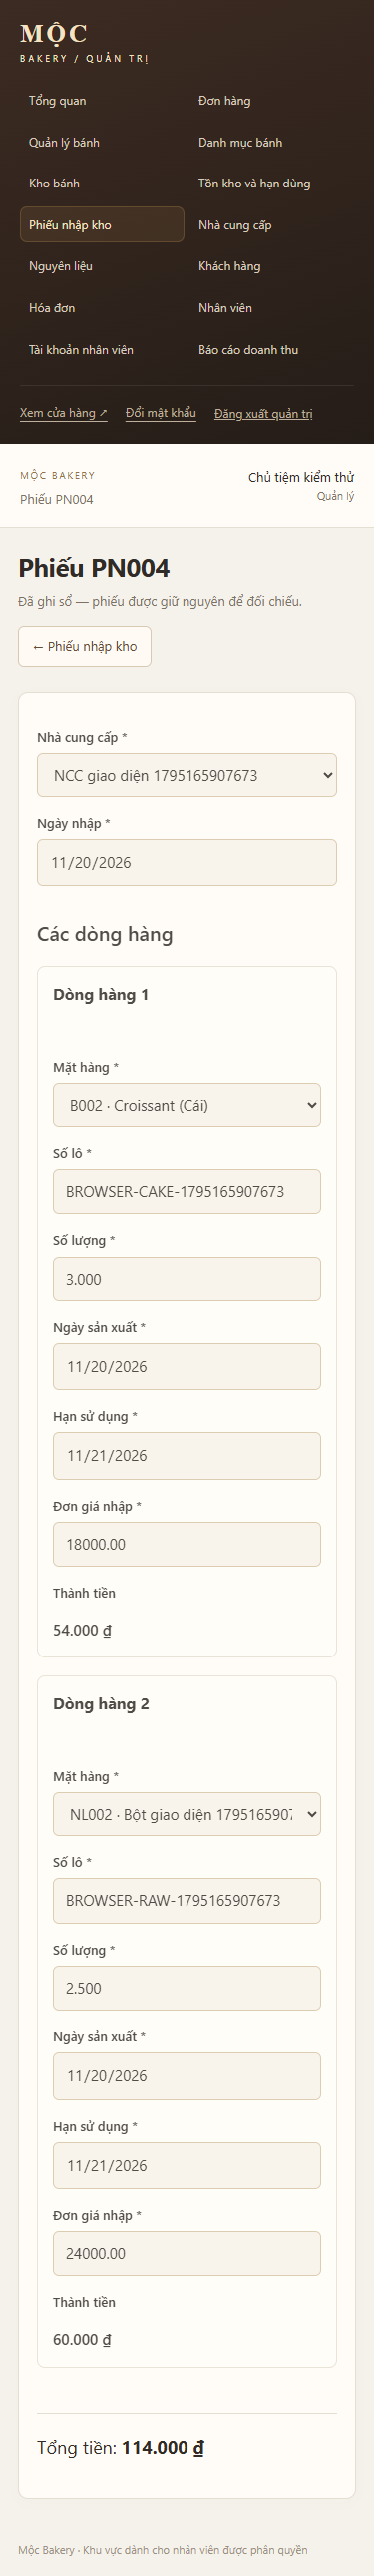 MỘC
BAKERY / QUẢN TRỊ
Tổng quan
Đơn hàng
Quản lý bánh
Danh mục bánh
Kho bánh
Tồn kho và hạn dùng
Phiếu nhập kho
Nhà cung cấp
Nguyên liệu
Khách hàng
Hóa đơn
Nhân viên
Tài khoản nhân viên
Báo cáo doanh thu
Xem cửa hàng ↗
Đổi mật khẩu
Đăng xuất quản trị
MỘC BAKERY
Chủ tiệm kiểm thử
Phiếu PN004
Quản lý
Phiếu PN004
Đã ghi sổ — phiếu được giữ nguyên để đối chiếu.
← Phiếu nhập kho
Nhà cung cấp *
NCC giao diện 1795165907673
Ngày nhập *
11/20/2026
Các dòng hàng
Dòng hàng 1
Mặt hàng *
B002 · Croissant (Cái)
Số lô *
BROWSER-CAKE-1795165907673
Số lượng *
3.000
Ngày sản xuất *
11/20/2026
Hạn sử dụng *
11/21/2026
Đơn giá nhập *
18000.00
Thành tiền
54.000 ₫
Dòng hàng 2
Mặt hàng *
NL002 · Bột giao diện 179516590
Số lô *
BROWSER-RAW-1795165907673
Số lượng *
2.500
Ngày sản xuất *
11/20/2026
Hạn sử dụng *
11/21/2026
Đơn giá nhập *
24000.00
Thành tiền
60.000 ₫
Tổng tiền: 114.000 ₫
Mộc Bakery · Khu vực dành cho nhân viên được phân quyền